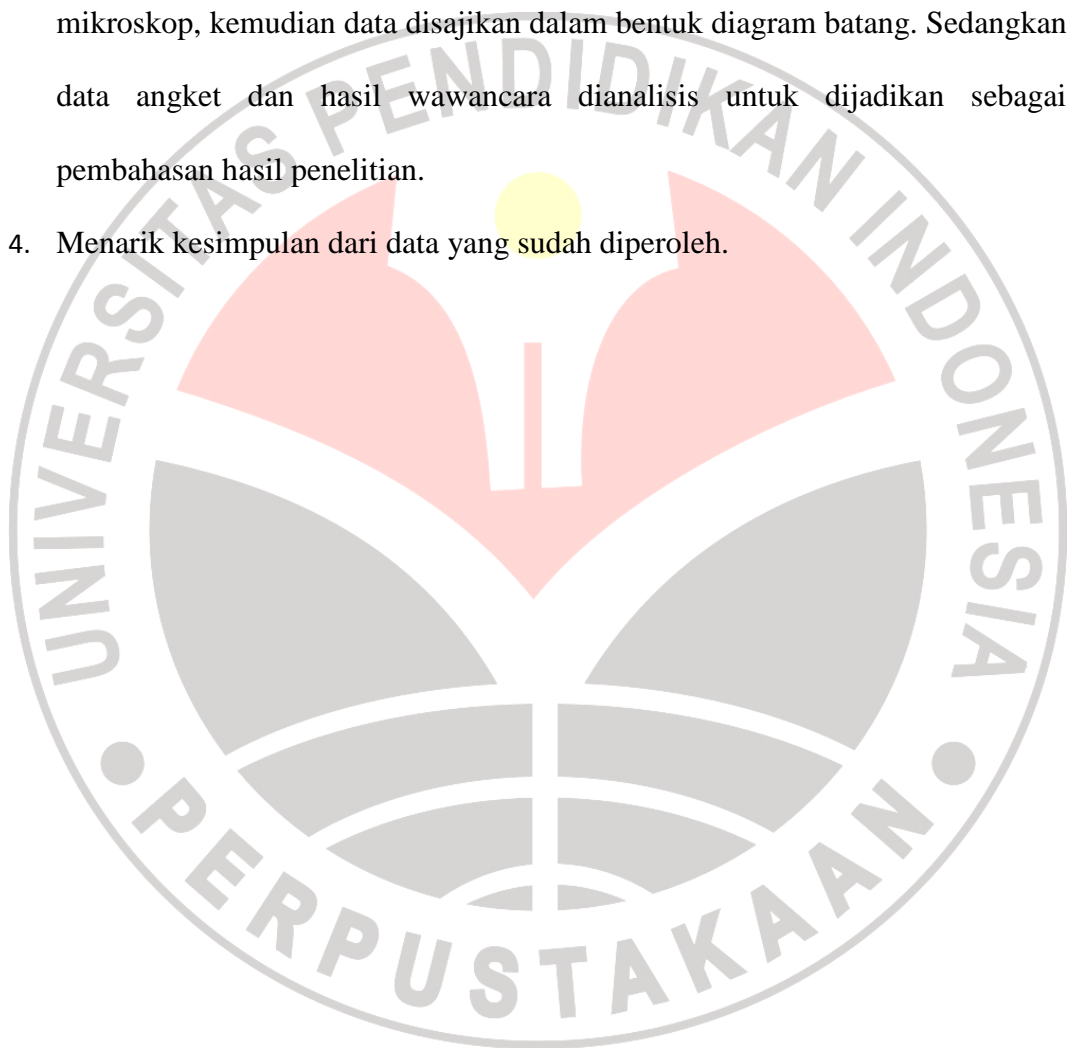 mikroskop, kemudian data disajikan dalam bentuk diagram batang. Sedangkan
data angket dan hasil wawancara dianalisis untuk dijadikan sebagai
pembahasan hasil penelitian.
4. Menarik kesimpulan dari data yang sudah diperoleh.
UNIVERSITAS PENDIDIKAN INDONESIA
PERPUSTAKAAN